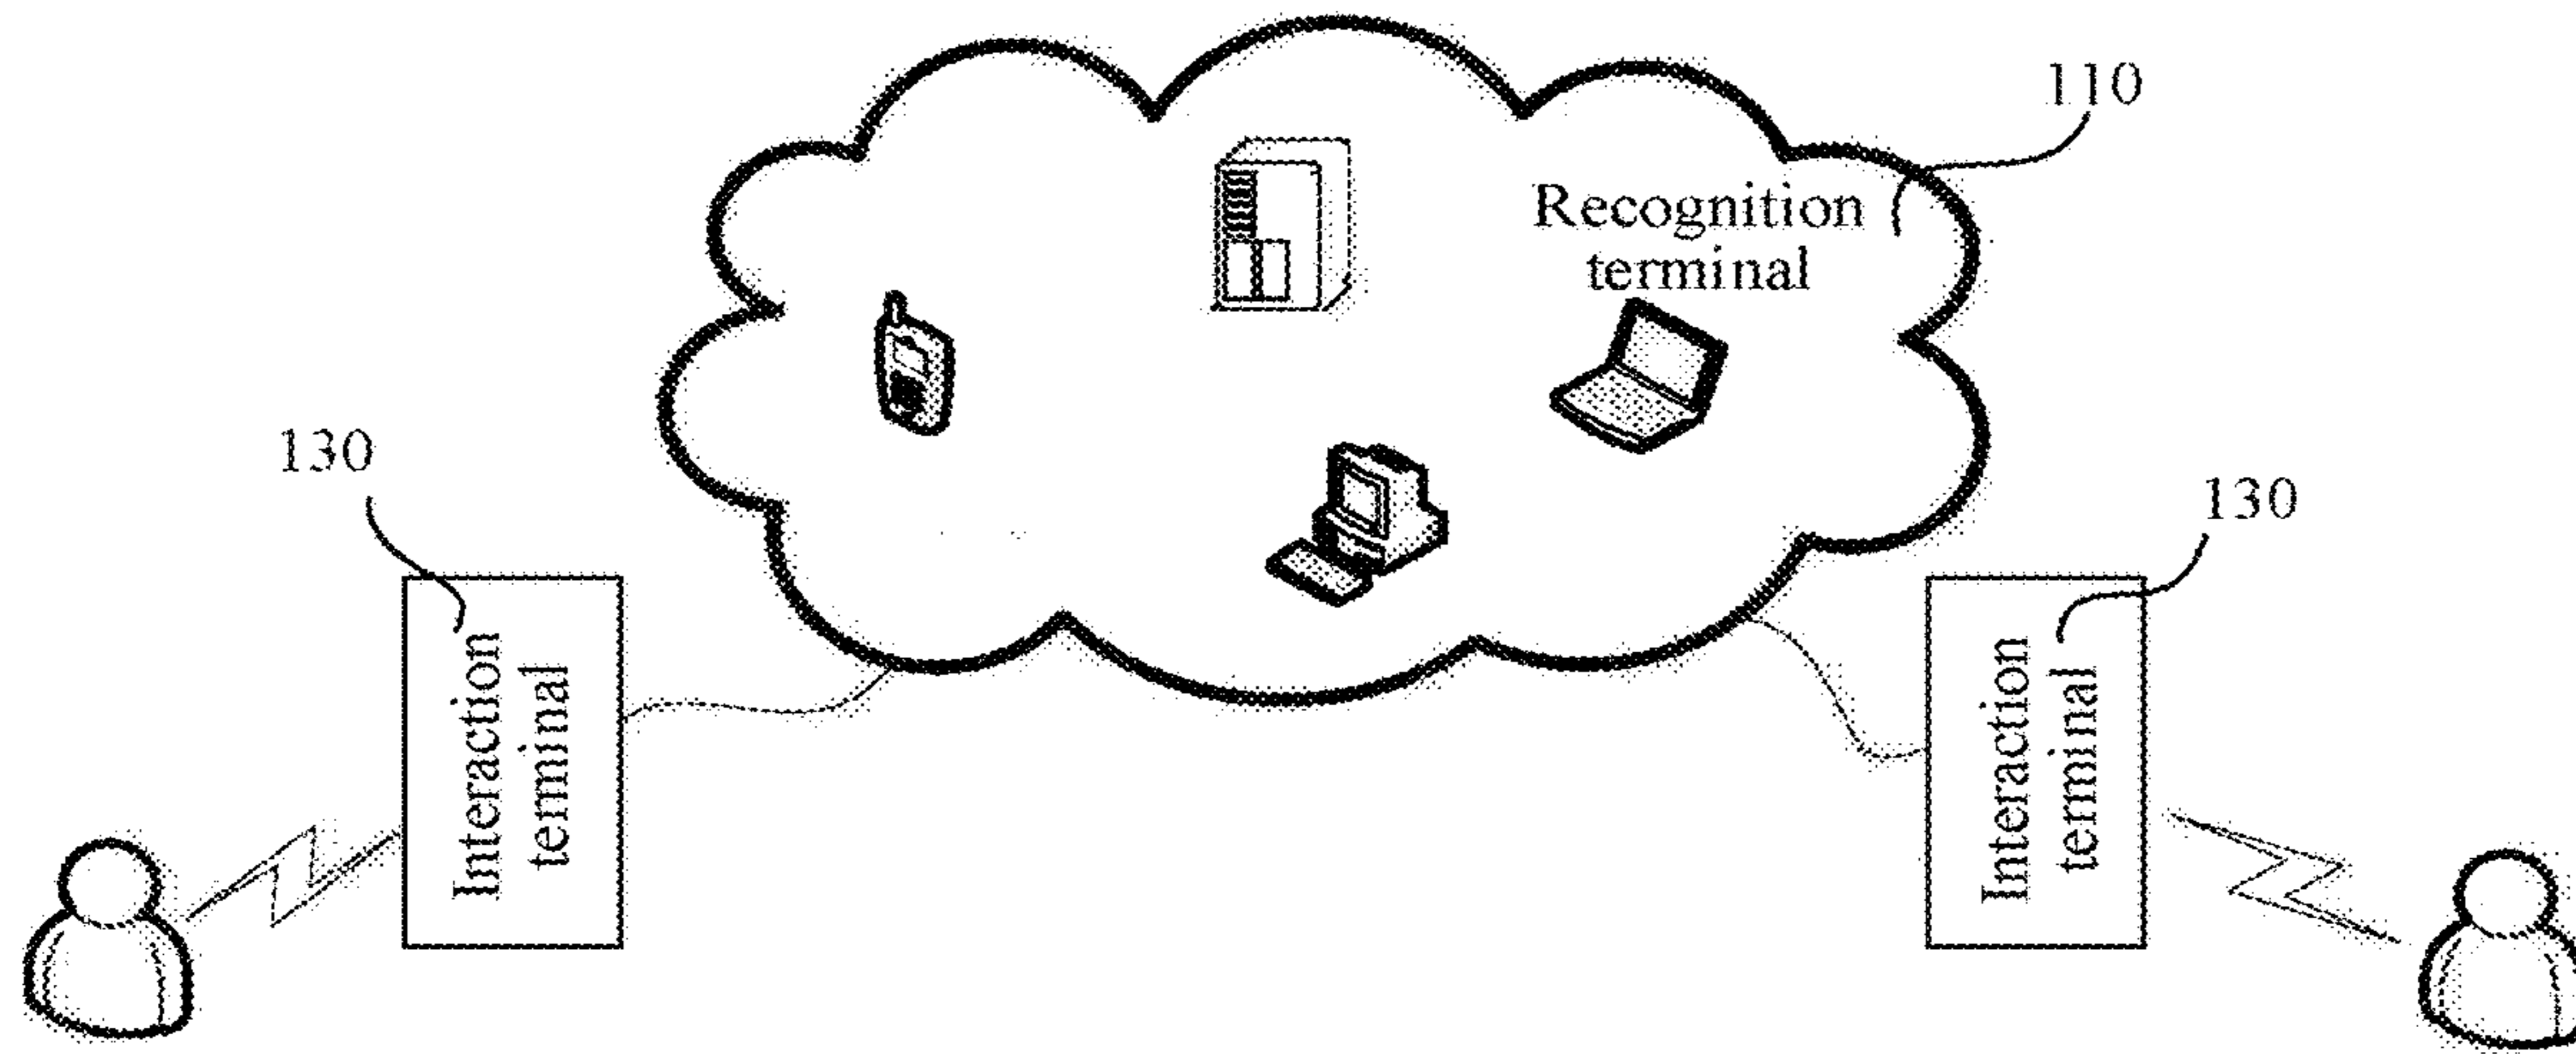 110
Recognition
terminal
130
Interaction
terminal
130
Interaction
terminal